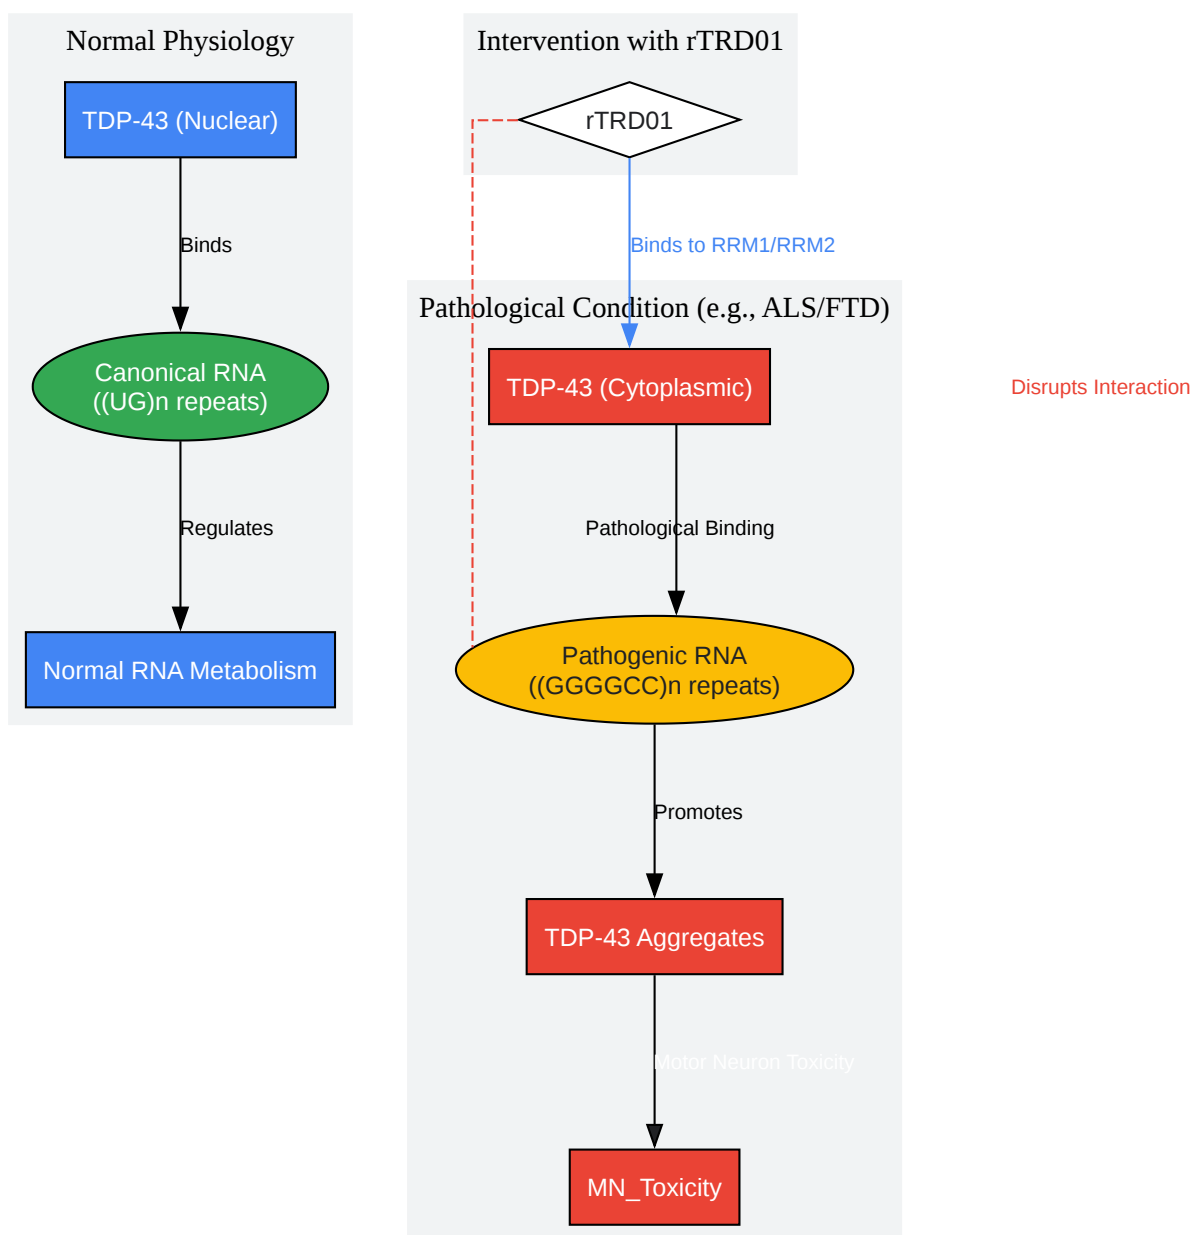 Normal Physiology
TDP-43 (Nuclear)
Binds
Canonical RNA
((UG)n repeats)
Regulates
Normal RNA Metabolism
Intervention with rTRD01
rTRD01
Binds to RRM1/RRM2
Pathological Condition (e.g., ALS/FTD)
TDP-43 (Cytoplasmic)
Disrupts Interaction
Pathological Binding
Pathogenic RNA
((GGGGCC)n repeats)
Promotes
TDP-43 Aggregates
Motor Neuron Toxicity
MN_Toxicity